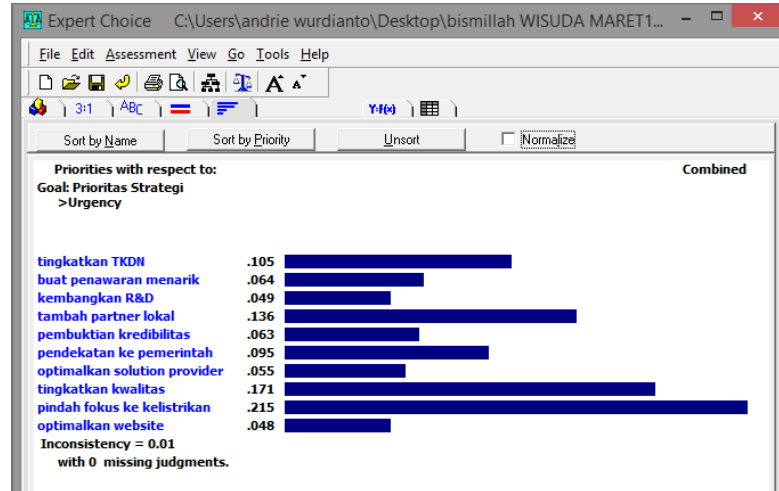 Expert Choice C:\Users\andrie wurdianto\Desktop\bismillah WISUDA MARET1...
File Edit Assessment View Go Tools Help
3:1 ABC Y:F(x)
Sort by Name Sort by Priority Unsort Normalize
Priorities with respect to: Combined
Goal: Prioritas Strategi
>Urgency
tingkatkan TKDN .105
buat penawaran menarik .064
kembangkan R&D .049
tambah partner lokal .136
pembuktian kredibilitas .063
pendekatan ke pemerintah .095
optimalkan solution provider .055
tingkatkan kwalitas .171
pindah fokus ke kelistrikan .215
optimalkan website .048
Inconsistency = 0.01
with 0 missing judgments.